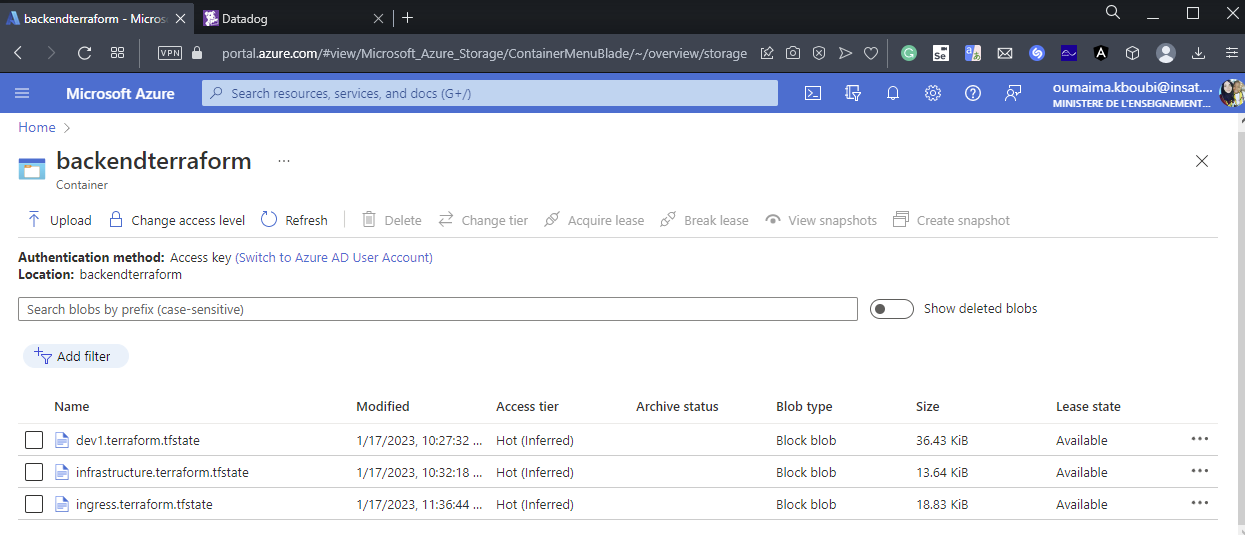 backendterraform - Micros
Datadog
VPN portal.azure.com/#view/Microsoft_Azure_Storage/ContainerMenuBlade/~/overview/storage
Microsoft Azure
Search resources, services, and docs (G+/)
oumaima.kboubi@insat....
MINISTERE DE L'ENSEIGNEMENT...
Home
backendterraform ...
Container
Upload Change access level Refresh Delete Change tier Acquire lease Break lease View snapshots Create snapshot
Authentication method: Access key (Switch to Azure AD User Account)
Location: backendterraform
Search blobs by prefix (case-sensitive) Show deleted blobs
Add filter
Name Modified Access tier Archive status Blob type Size Lease state
dev1.terraform.tfstate 1/17/2023, 10:27:32 ... Hot (Inferred) Block blob 36.43 KiB Available ...
infrastructure.terraform.tfstate 1/17/2023, 10:32:18 ... Hot (Inferred) Block blob 13.64 KiB Available ...
ingress.terraform.tfstate 1/17/2023, 11:36:44 ... Hot (Inferred) Block blob 18.83 KiB Available ...